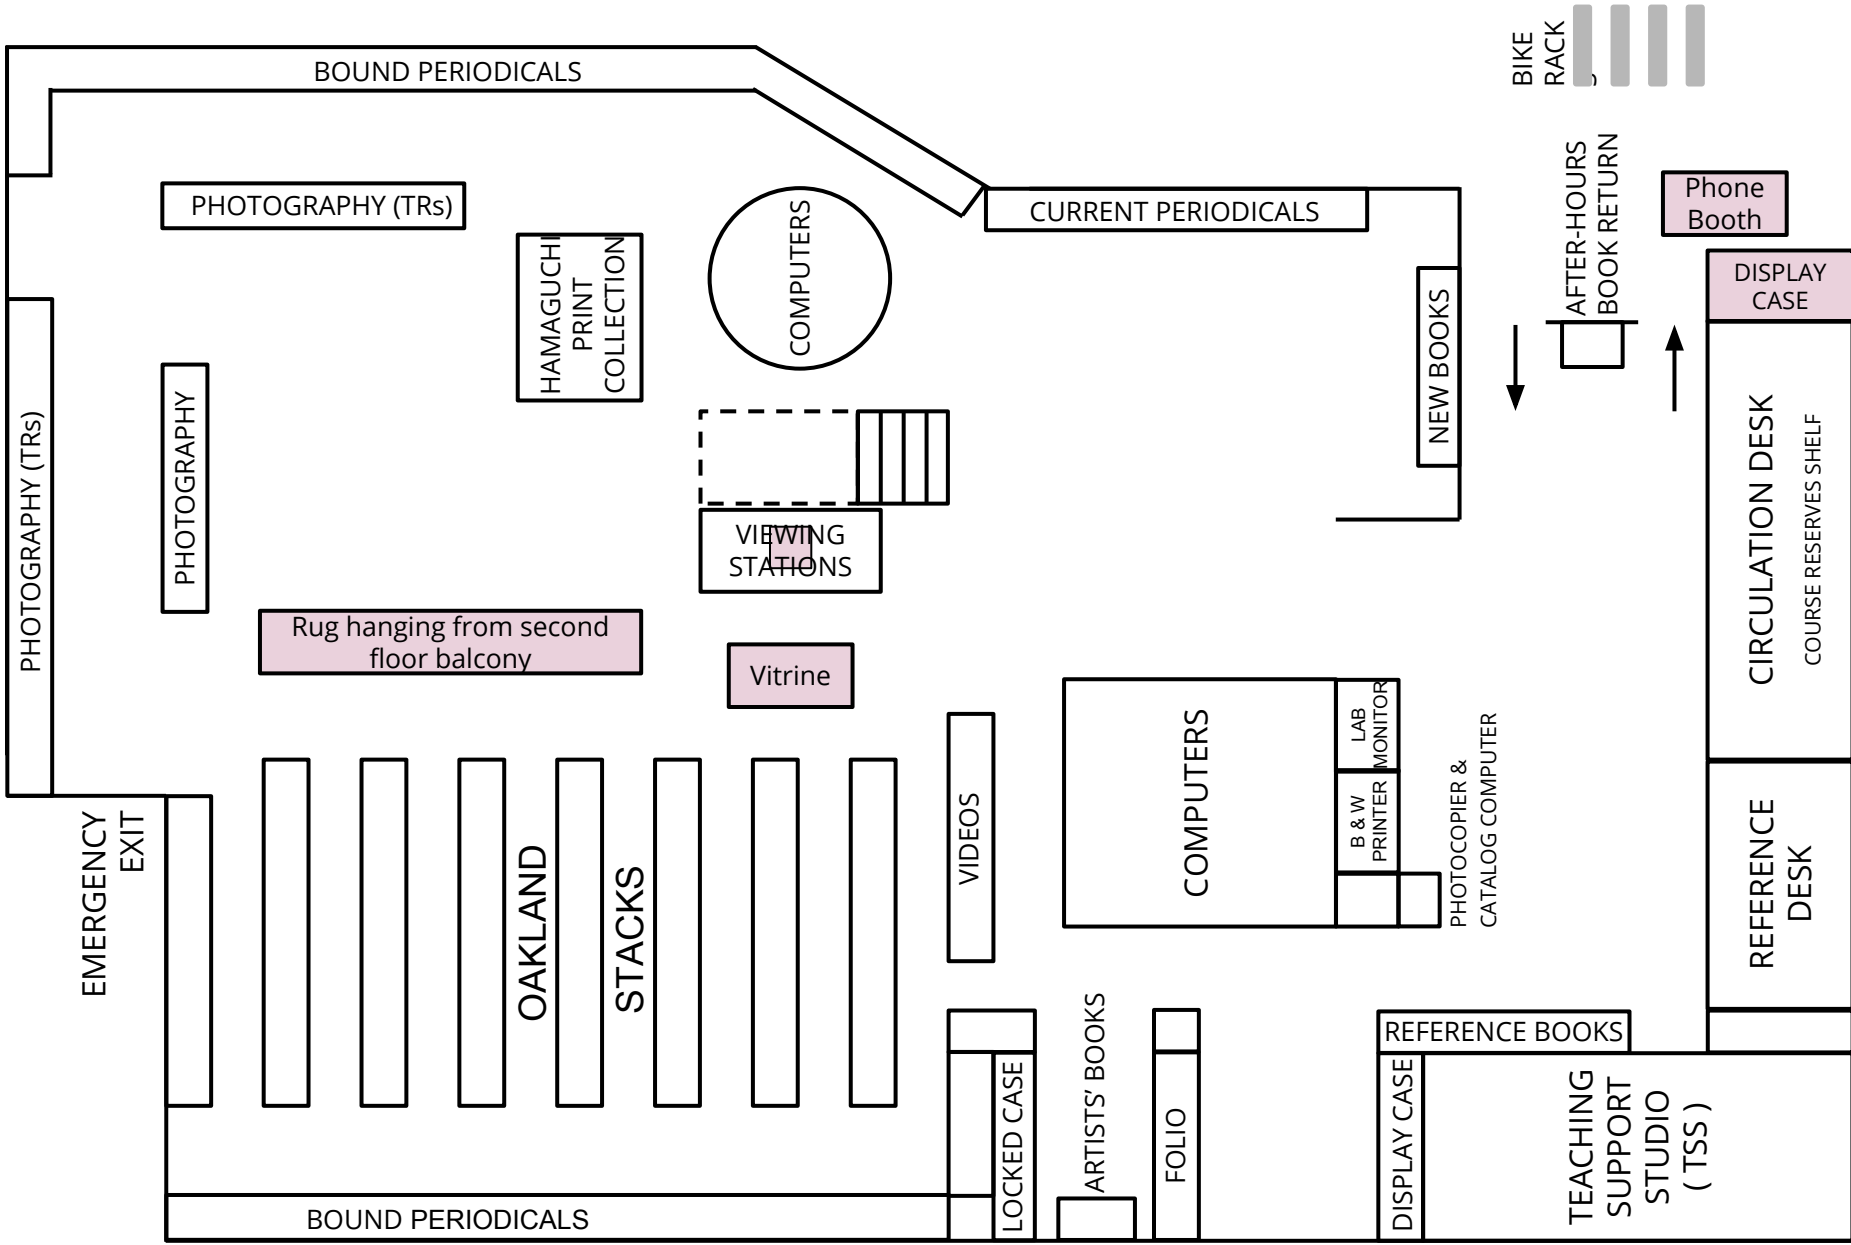 BIKE
RACK
BOUND PERIODICALS
AFTER-HOURS
BOOK RETURN
Phone
Booth
PHOTOGRAPHY (TRs)
CURRENT PERIODICALS
COMPUTERS
HAMAGUCHI
PRINT
COLLECTION
DISPLAY
CASE
NEW BOOKS
PHOTOGRAPHY (TRs)
PHOTOGRAPHY
CIRCULATION DESK
COURSE RESERVES SHELF
VIEWING
STATIONS
Rug hanging from second
floor balcony
Vitrine
LAB
MONITOR
COMPUTERS
B & W
PRINTER
PHOTOCOPIER &
CATALOG COMPUTER
VIDEOS
EMERGENCY
EXIT
OAKLAND
STACKS
REFERENCE
DESK
REFERENCE BOOKS
LOCKED CASE
ARTISTS' BOOKS
FOLIO
DISPLAY CASE
TEACHING
SUPPORT
STUDIO
( TSS )
BOUND PERIODICALS